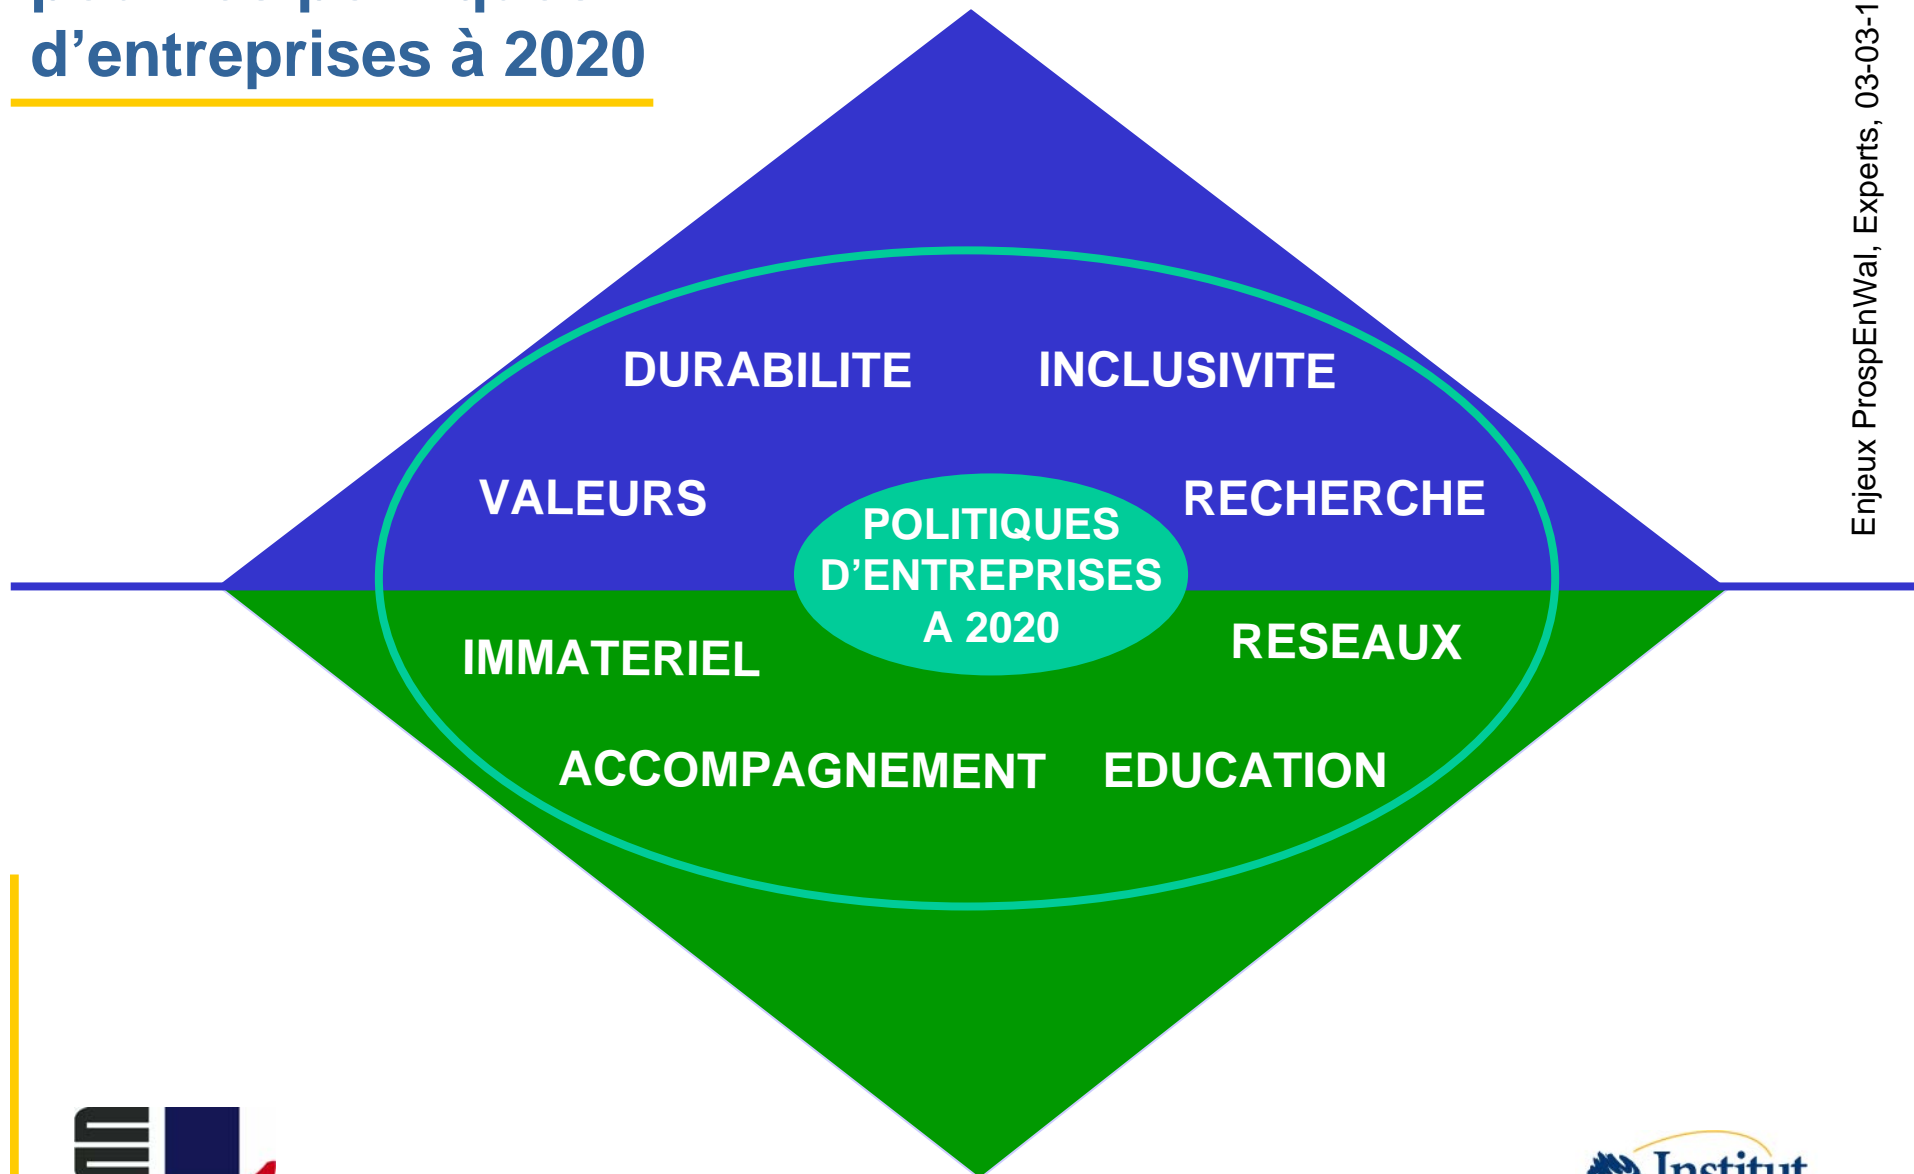 d’entreprises à 2020
Enjeux ProspEnWal, Experts, 03-03-1
DURABILITE INCLUSIVITE
VALEURS
RECHERCHE
POLITIQUES
D’ENTREPRISES
A 2020
IMMATERIEL
RESEAUX
ACCOMPAGNEMENT EDUCATION
Institut